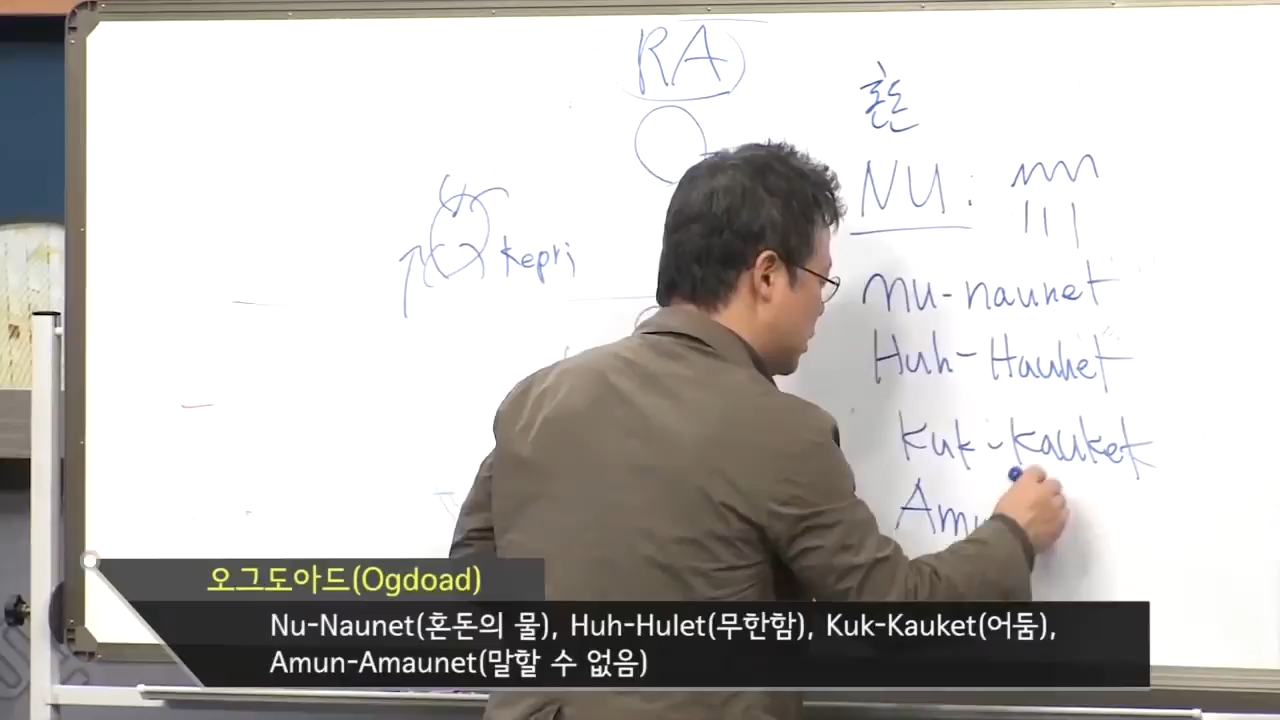 RA
혼돈
NU :
Kepri
nu-naunet
Huh-Hauhet
Kuk-Kauket
Amu
오그도아드(Ogdoad)
Nu-Naunet(혼돈의 물), Huh-Hulet(무한함), Kuk-Kauket(어둠),
Amun-Amaunet(말할 수 없음)